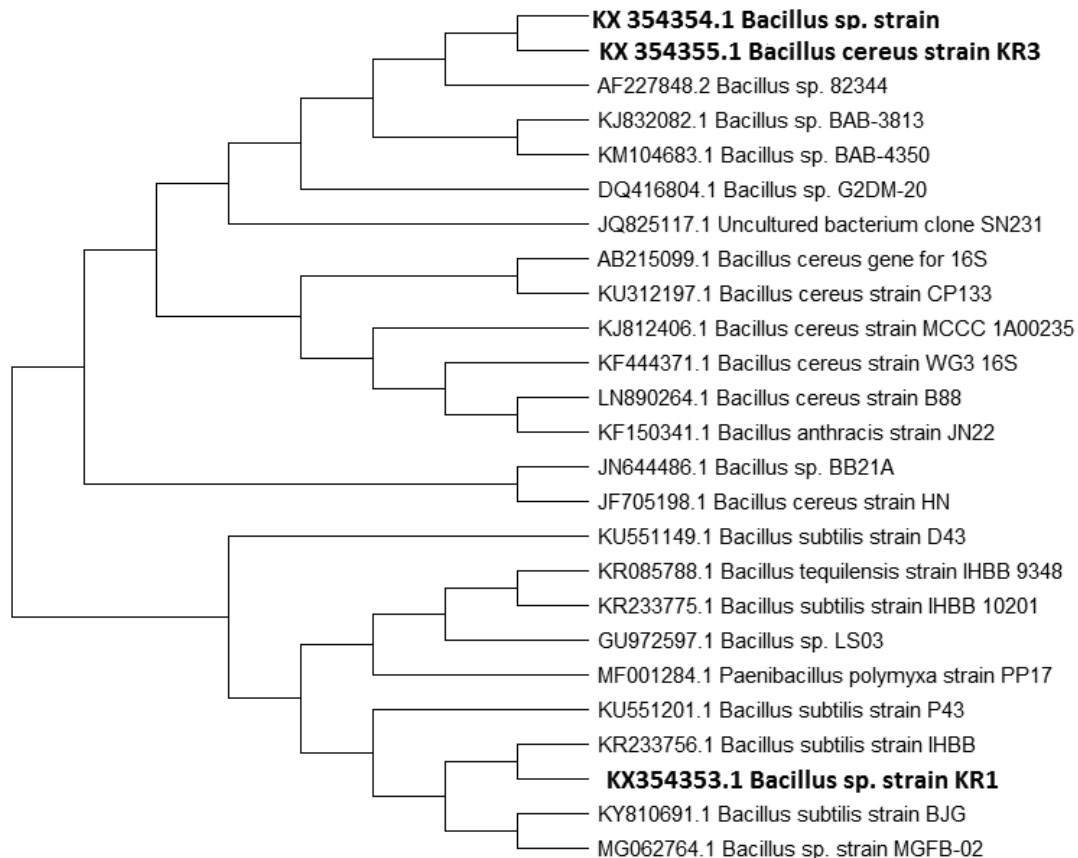 KX 354354.1 Bacillus sp. strain
KX 354355.1 Bacillus cereus strain KR3
AF227848.2 Bacillus sp. 82344
KJ832082.1 Bacillus sp. BAB-3813
KM104683.1 Bacillus sp. BAB-4350
DQ416804.1 Bacillus sp. G2DM-20
JQ825117.1 Uncultured bacterium clone SN231
AB215099.1 Bacillus cereus gene for 16S
KU312197.1 Bacillus cereus strain CP133
KJ812406.1 Bacillus cereus strain MCCC 1A00235
KF444371.1 Bacillus cereus strain WG3 16S
LN890264.1 Bacillus cereus strain B88
KF150341.1 Bacillus anthracis strain JN22
JN644486.1 Bacillus sp. BB21A
JF705198.1 Bacillus cereus strain HN
KU551149.1 Bacillus subtilis strain D43
KR085788.1 Bacillus tequilensis strain IHBB 9348
KR233775.1 Bacillus subtilis strain IHBB 10201
GU972597.1 Bacillus sp. LS03
MF001284.1 Paenibacillus polymyxa strain PP17
KU551201.1 Bacillus subtilis strain P43
KR233756.1 Bacillus subtilis strain IHBB
KX354353.1 Bacillus sp. strain KR1
KY810691.1 Bacillus subtilis strain BJG
MG062764.1 Bacillus sp. strain MGFB-02